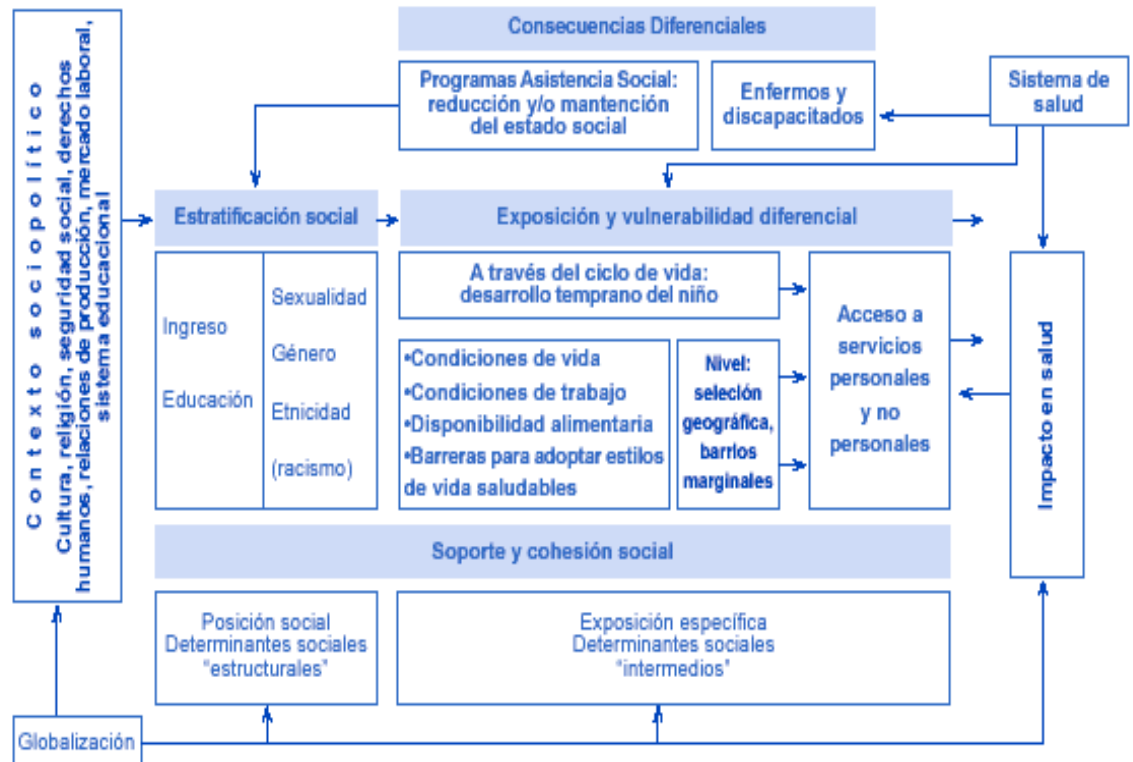 Contexto sociopolítico
Cultura, religión, seguridad social, derechos
humanos, relaciones de producción, mercado laboral,
sistema educacional
Consecuencias Diferenciales
Programas Asistencia Social:
reducción y/o mantención
del estado social
Enfermos y
discapacitados
Sistema de
salud
Estratificación social
Exposición y vulnerabilidad diferencial
Ingreso
Educación
Sexualidad
Género
Etnicidad
(racismo)
A través del ciclo de vida:
desarrollo temprano del niño
•Condiciones de vida
•Condiciones de trabajo
•Disponibilidad alimentaria
•Barreras para adoptar estilos
de vida saludables
Nivel:
seleción
geográfica,
barrios
marginales
Acceso a
servicios
personales
y no
personales
Impacto en salud
Soporte y cohesión social
Posición social
Determinantes sociales
"estructurales"
Exposición específica
Determinantes sociales
"intermedios"
Globalización